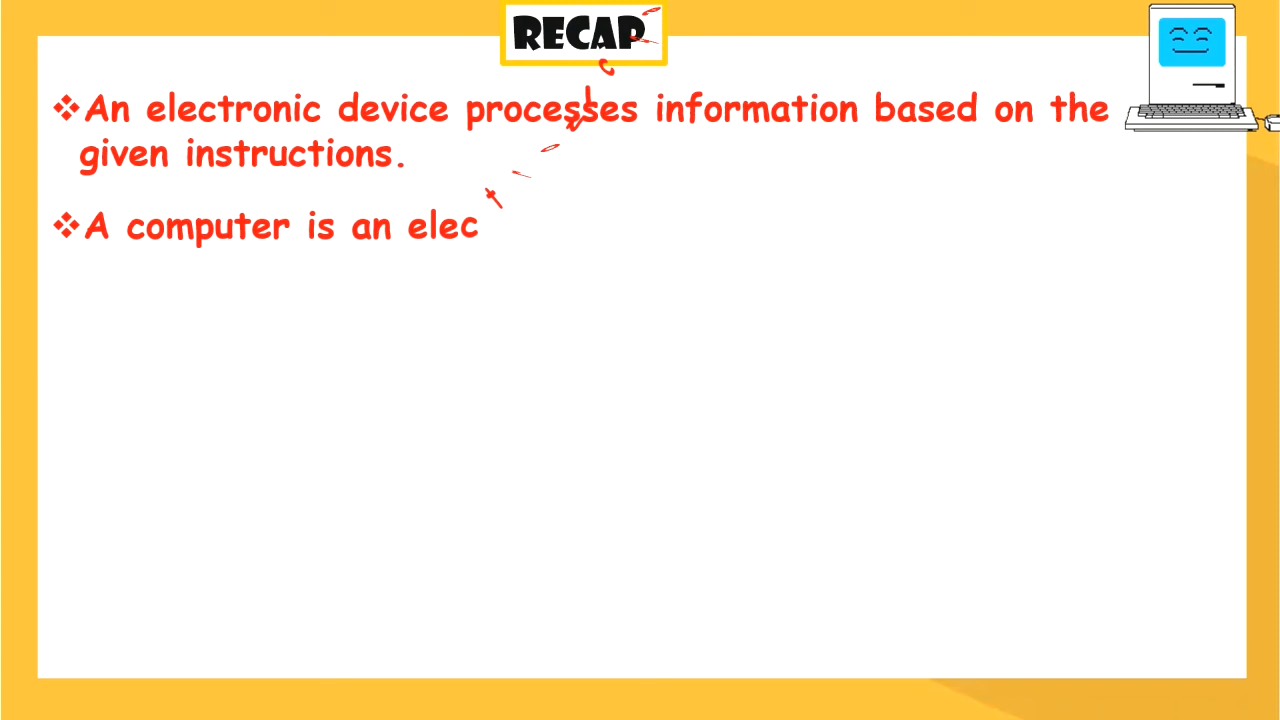 RECAP
❖An electronic device processes information based on the
given instructions.
❖A computer is an elec